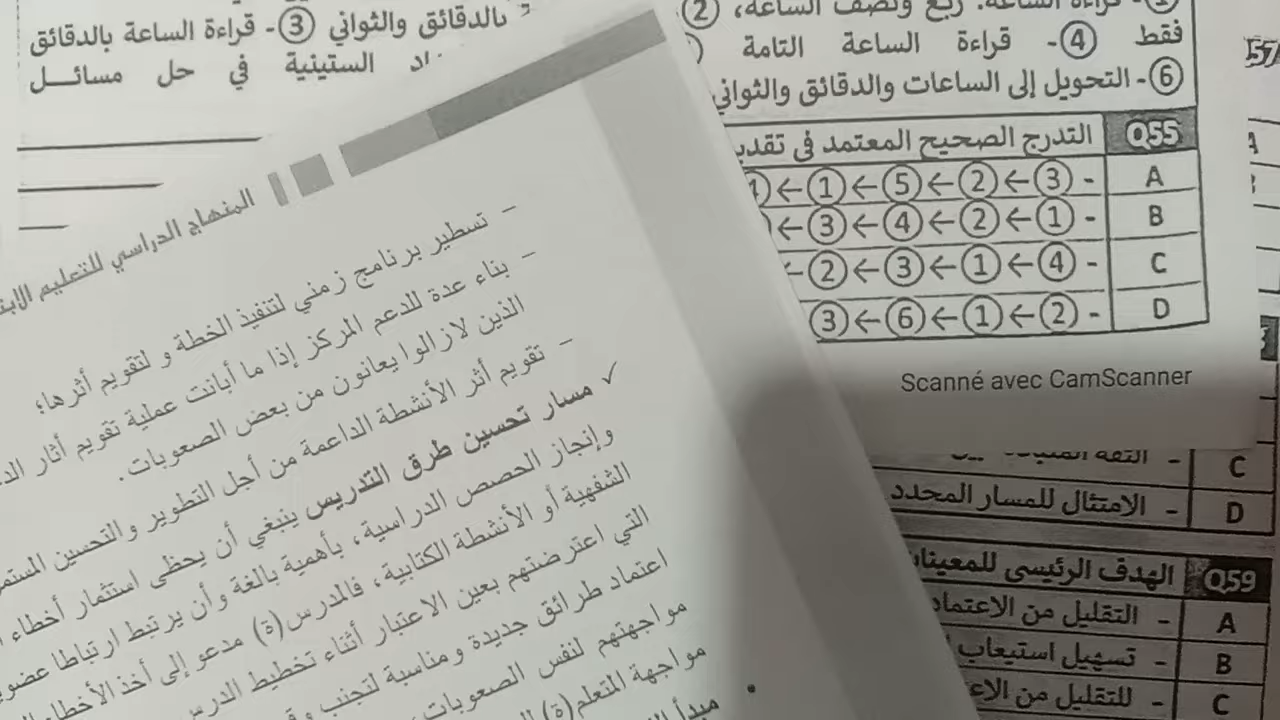 بالدقائق والثواني ③- قراءة الساعة بالدقائق
الستينية في حل مسائل
ربع ونصف الساعة، ②
فقط ④- قراءة الساعة التامة
⑥- التحويل إلى الساعات والدقائق والثواني
Q55 التدرج الصحيح المعتمد في
A - ③←②←⑤←①←
B - ①←②←④←③←
C - ④←①←③←②←
D - ②←①←⑥←③
Scanné avec CamScanner
57
المنهاج الدراسي للتعليم
- تسطير برنامج زمني لتنفيذ الخطة و لتقويم أثرها؛
- بناء عدة للدعم المركز إذا ما أبانت عملية تقويم أثار
الذين لازالوا يعانون من بعض الصعوبات.
- تقويم أثر الأنشطة الداعمة من أجل التطوير والتحسين
✓ مسار تحسين طرق التدريس ينبغي أن يحظى استثمار أخطاء
وإنجاز الحصص الدراسية، بأهمية بالغة وأن يرتبط ارتباطا
الشفهية أو الأنشطة الكتابية، فالمدرس(ة) مدعو إلى أخذ الأخطاء
التي اعترضتهم بعين الاعتبار أثناء تخطيط
اعتماد طرائق جديدة ومناسبة لتجنب
مواجهتهم لنفس الصعوبات
مواجهة المتعلم(ة)
مبدأ
C -
D - الامتثال للمسار المحدد
Q59 الهدف الرئيسي
A - التقليل من الاعتماد
B - تسهيل استيعاب
C - للتقليل من